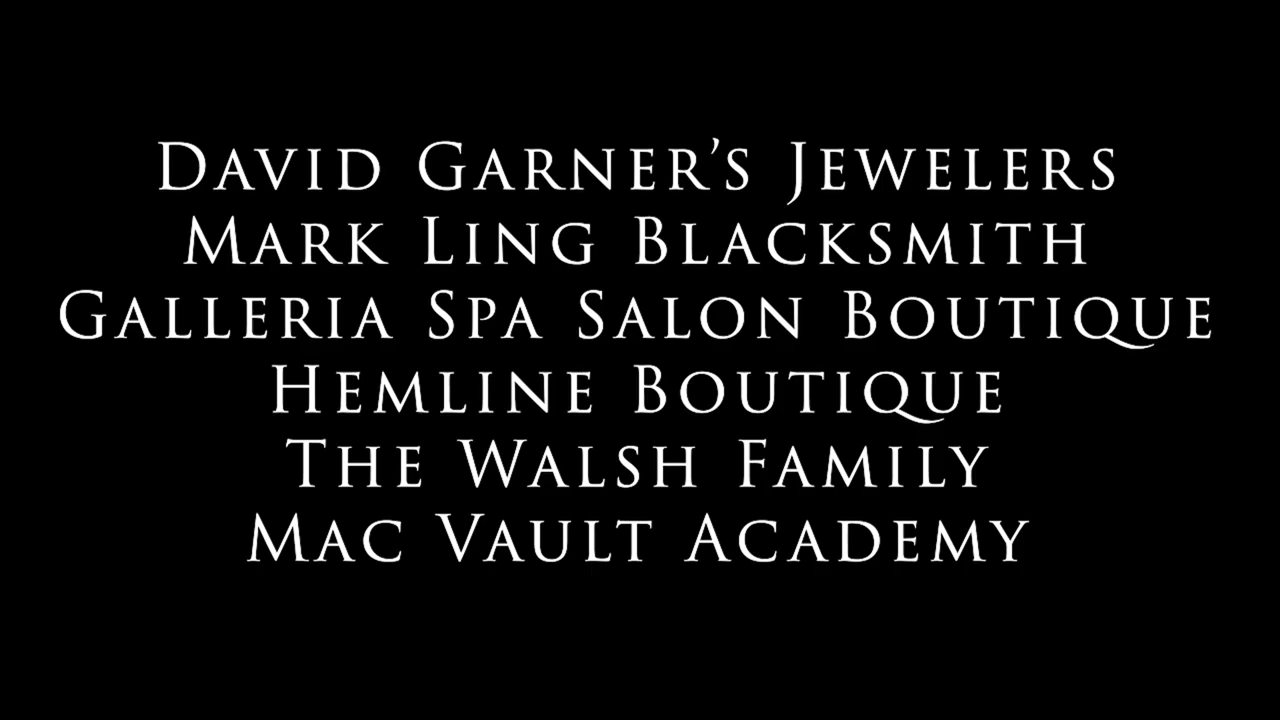 David Garner’s Jewelers
Mark Ling Blacksmith
Galleria Spa Salon Boutique
Hemline Boutique
The Walsh Family
Mac Vault Academy